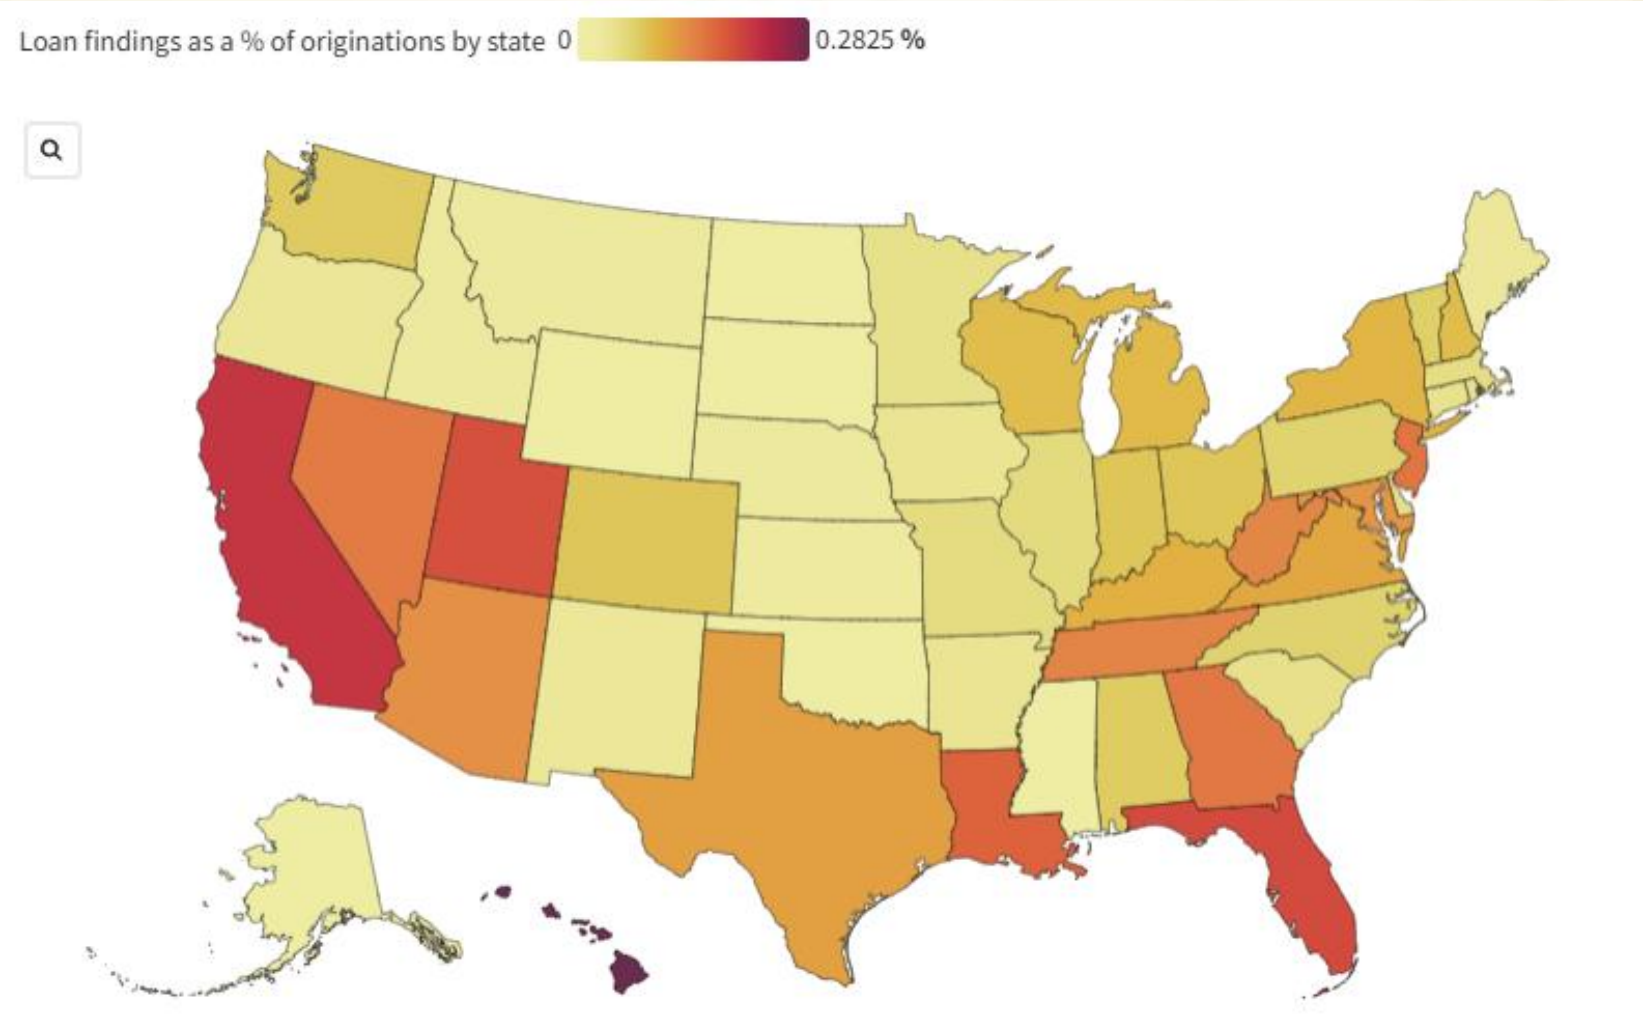 Loan findings as a % of originations by state 0 0.2825 %